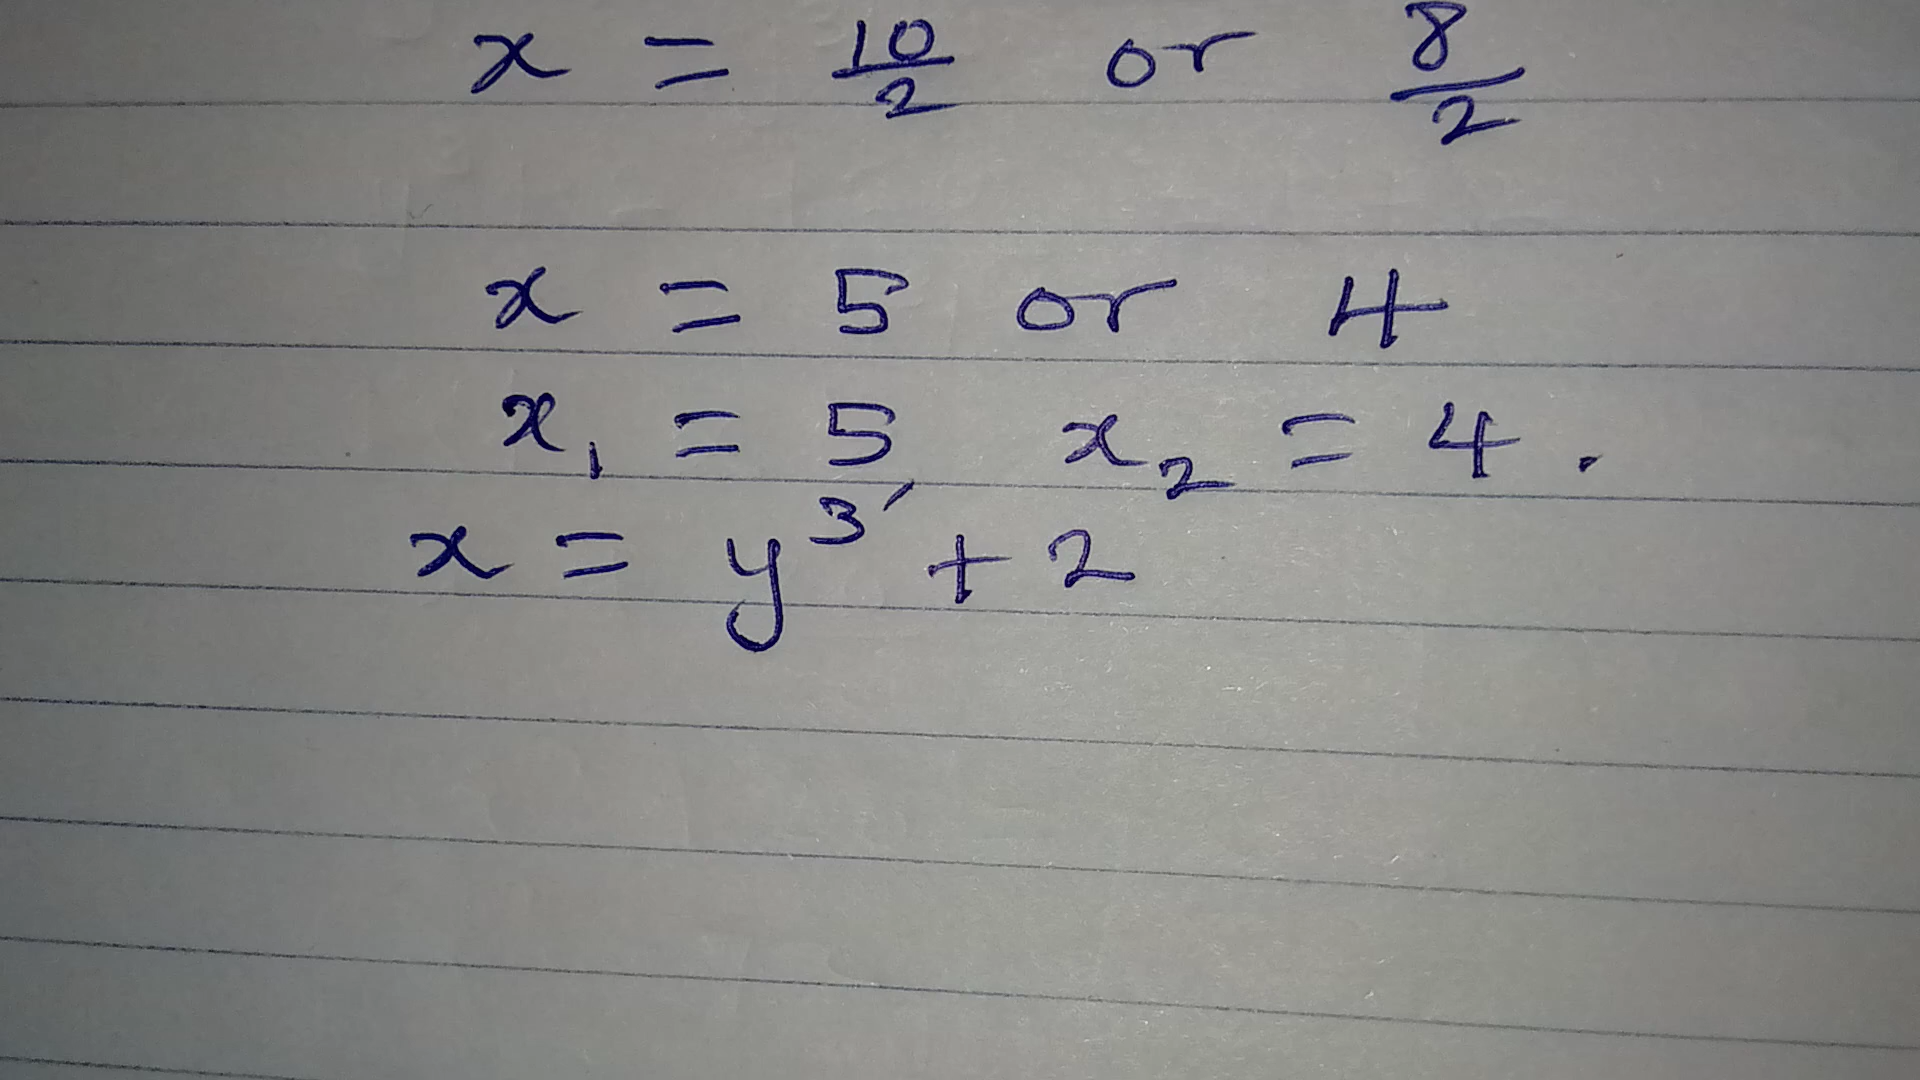 x = 10/2 or 8/2
x = 5 or 4
x₁ = 5, x₂ = 4.
x = y³ + 2